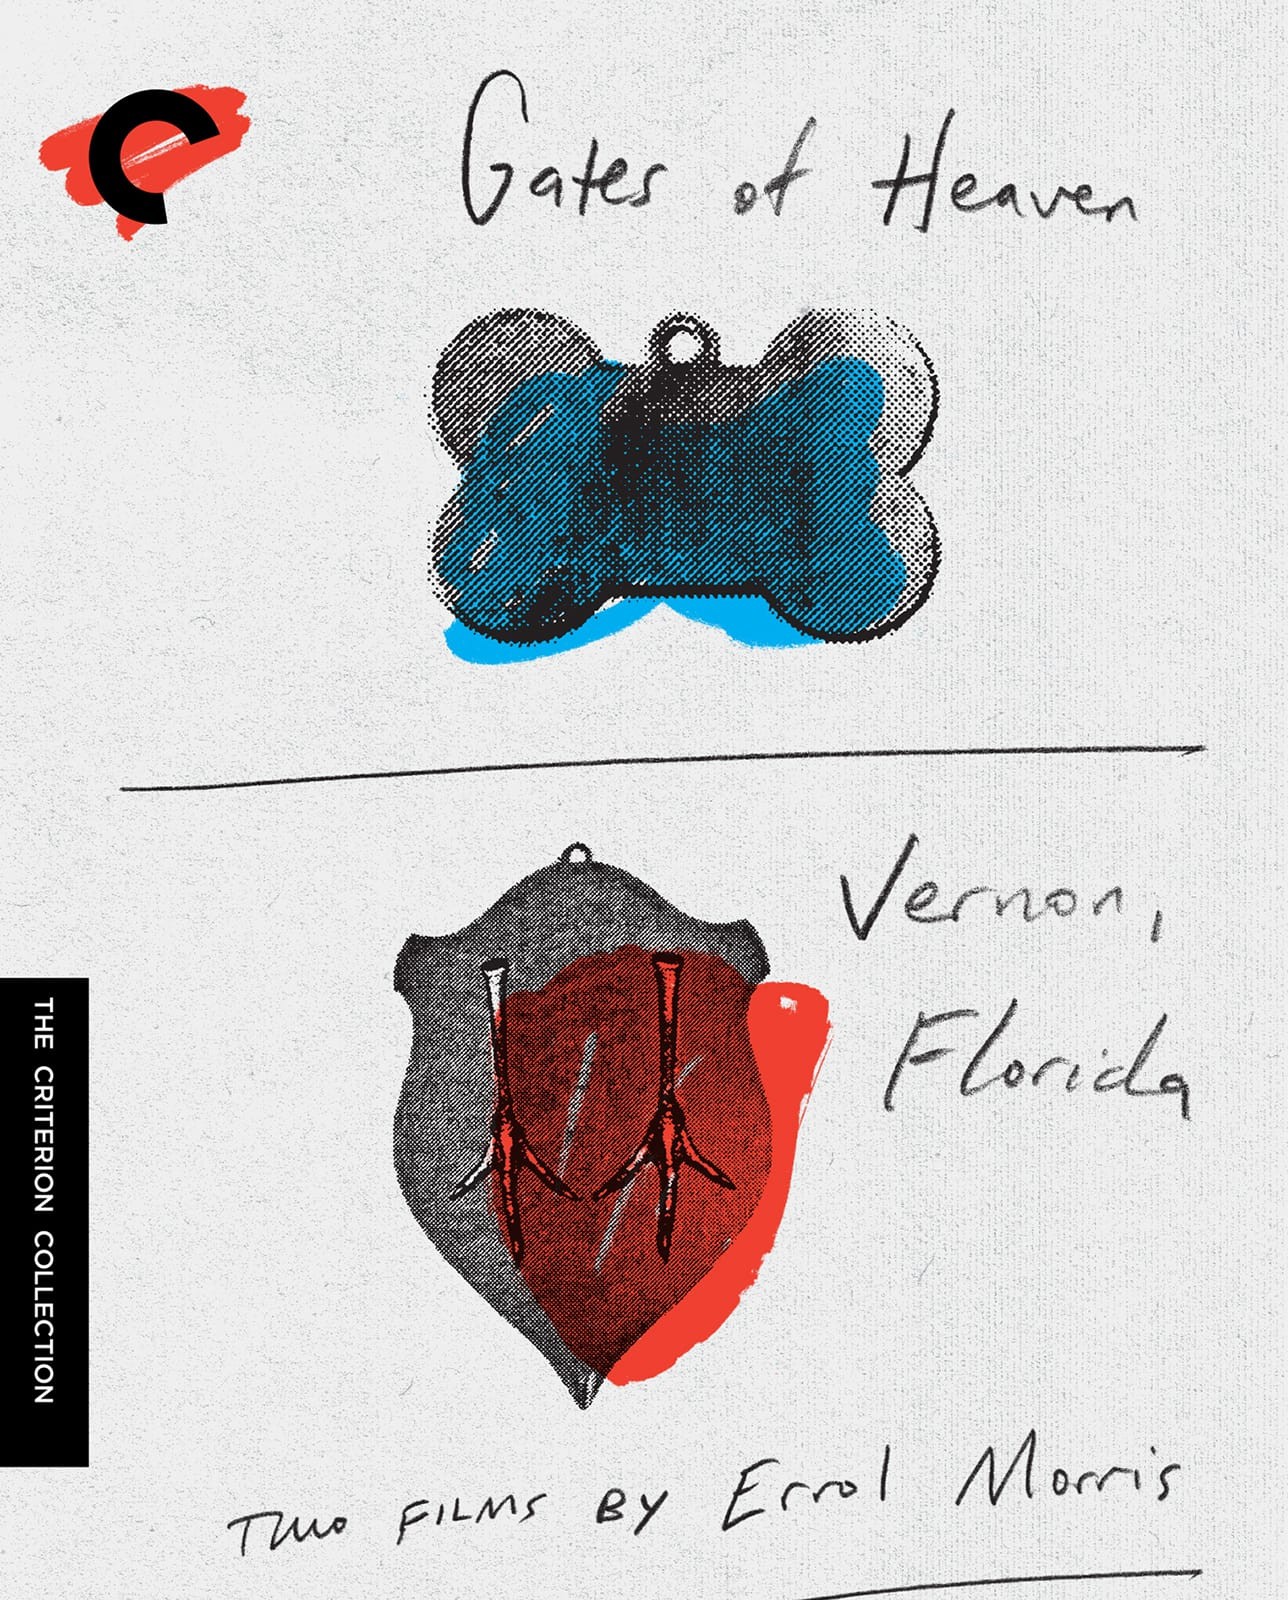 Gates of Heaven
Vernon,
Florida
THE CRITERION COLLECTION
TWO FILMS BY Errol Morris